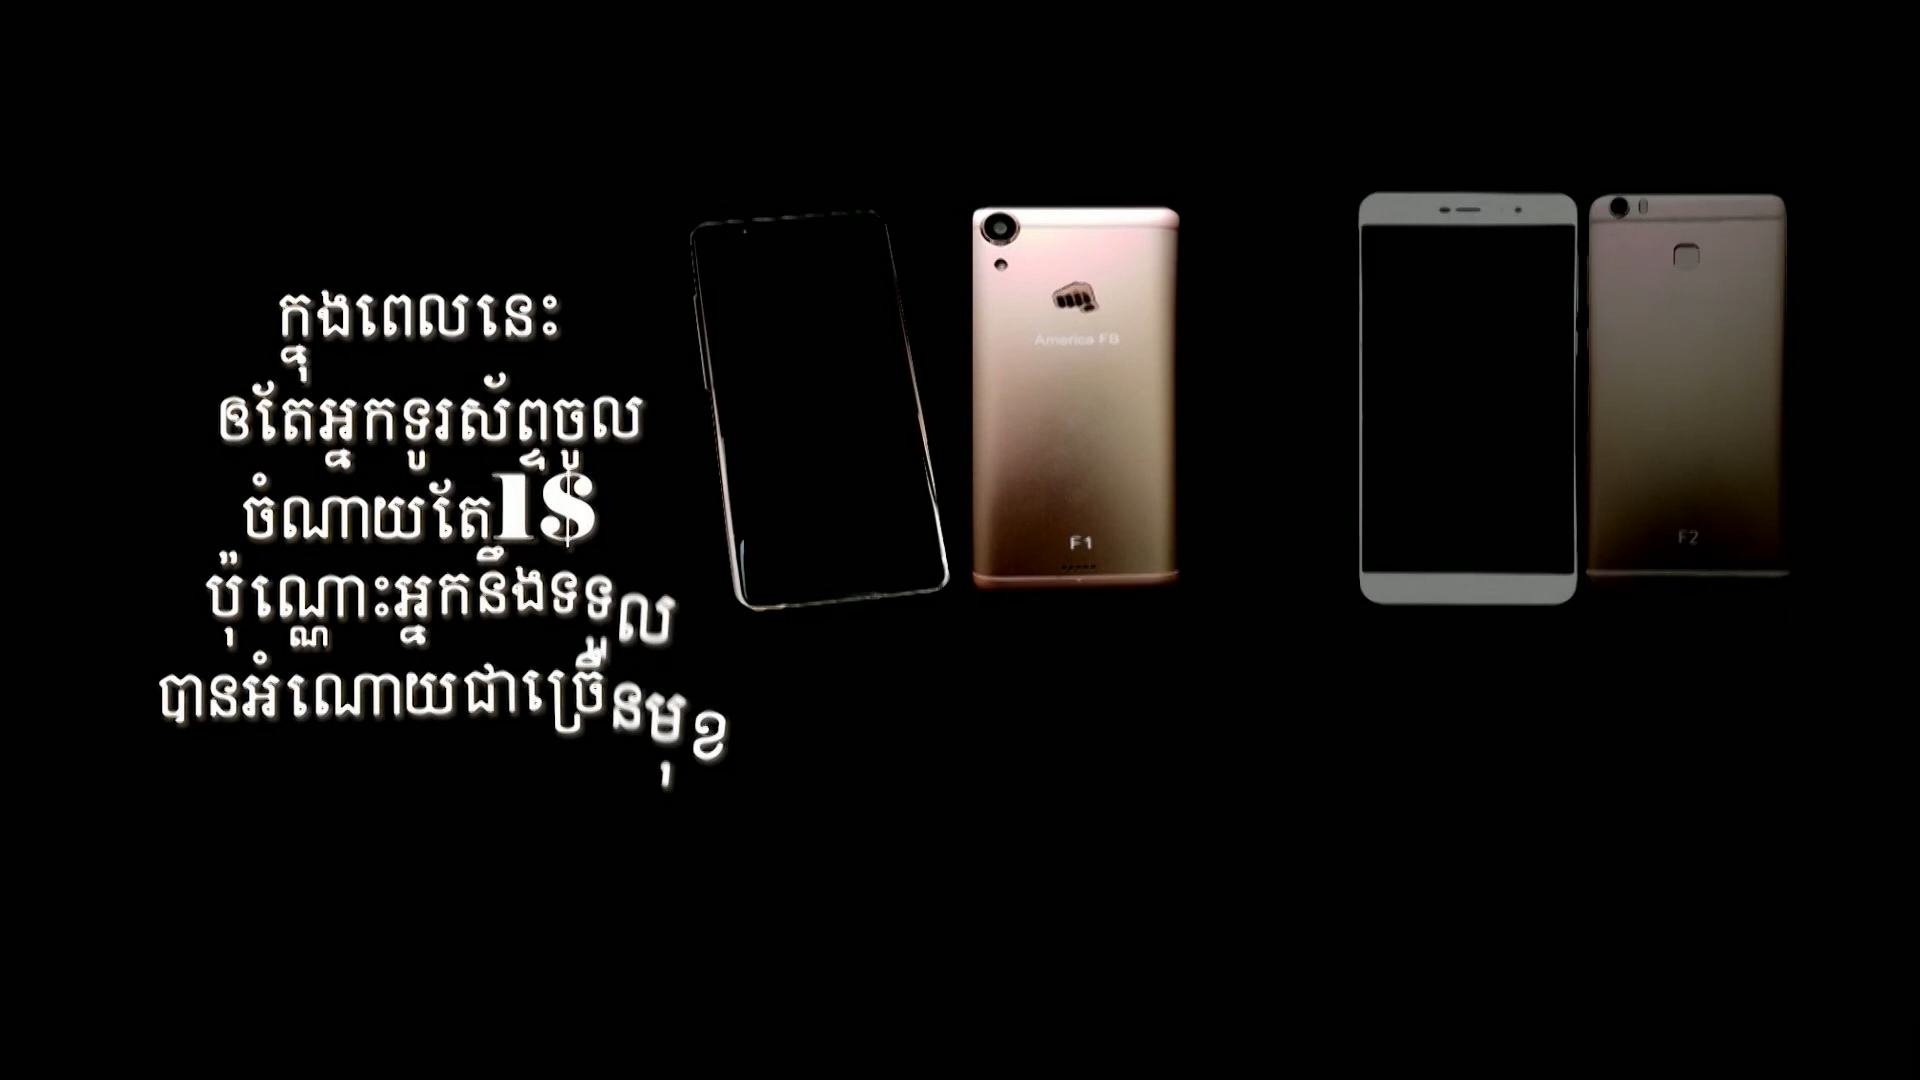 ក្នុងពេលនេះ
ឲតែអ្នកទូរស័ព្ទចូល
ចំណាយតែ1$
ប៉ុណ្ណោះអ្នកនឹងទទួល
បានអំណោយជាច្រើនមុខ
America F8
F1
F2